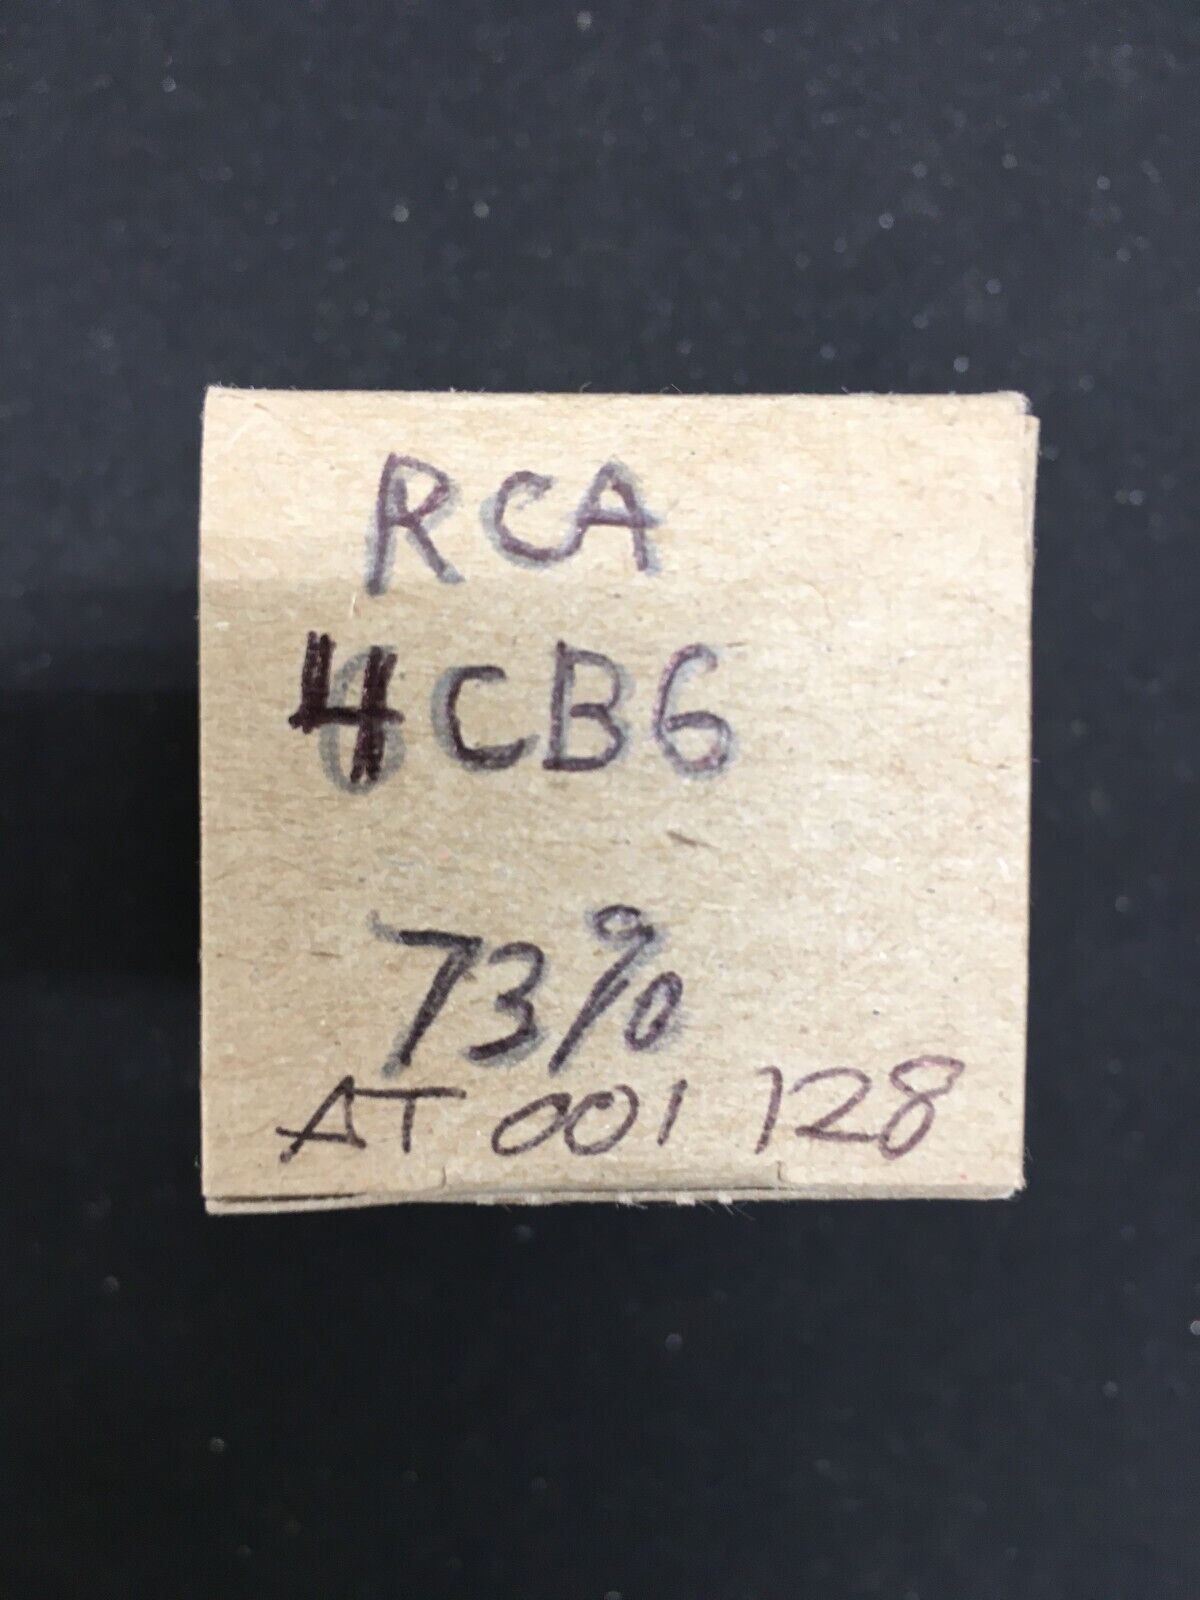 RCA
4CB6
73%
AT 001 128